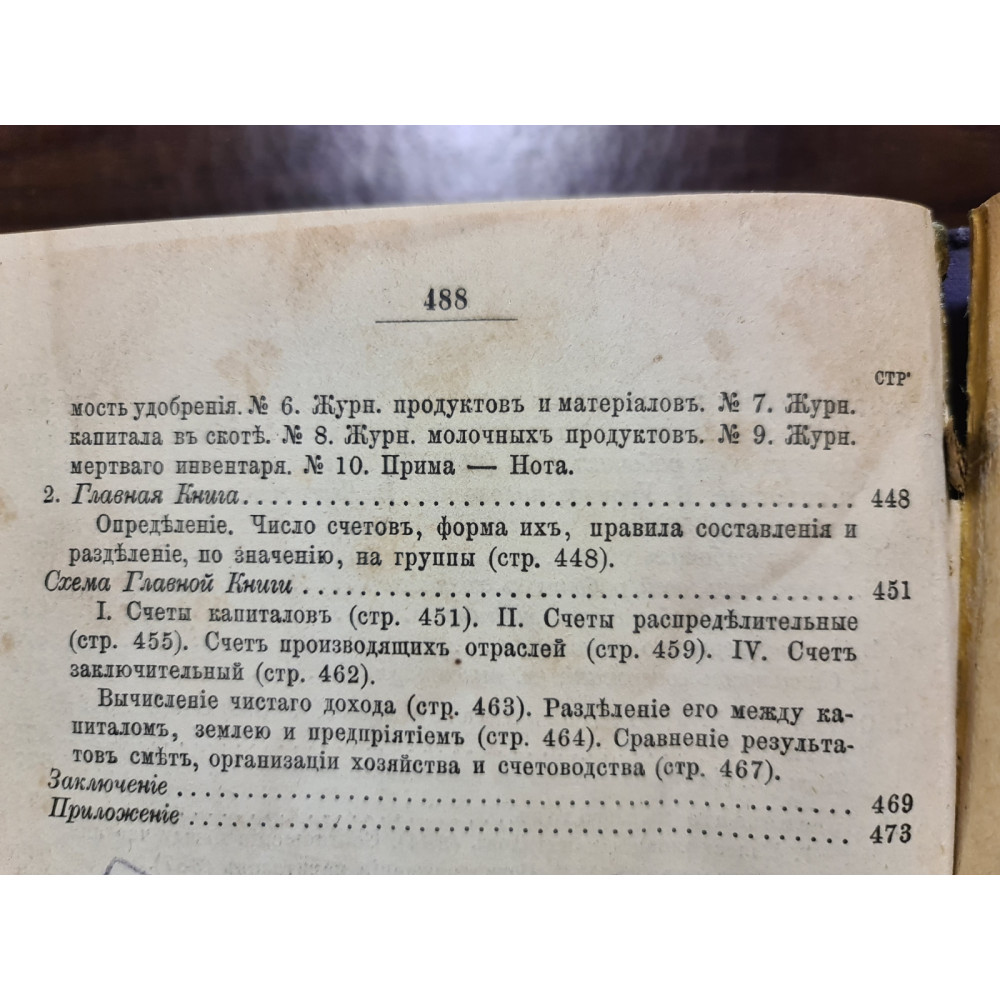 488
СТР.
мость удобренія. № 6. Журн. продуктовъ и матеріаловъ. № 7. Журн.
капитала въ скотѣ. № 8. Журн. молочныхъ продуктовъ. № 9. Журн.
мертваго инвентаря. № 10. Прима — Нота.
2. Главная Книга 448
Опредѣленіе. Число счетовъ, форма ихъ, правила составленія и
раздѣленіе, по значенію, на группы (стр. 448).
Схема Главной Книги 451
I. Счеты капиталовъ (стр. 451). II. Счеты распредѣлительные
(стр. 455). Счетъ производящихъ отраслей (стр. 459). IV. Счетъ
заключительный (стр. 462).
Вычисленіе чистаго дохода (стр. 463). Раздѣленіе его между ка-
питаломъ, землею и предпріятіемъ (стр. 464). Сравненіе результа-
товъ смѣтъ, организаціи хозяйства и счетоводства (стр. 467).
Заключеніе 469
Приложеніе 473